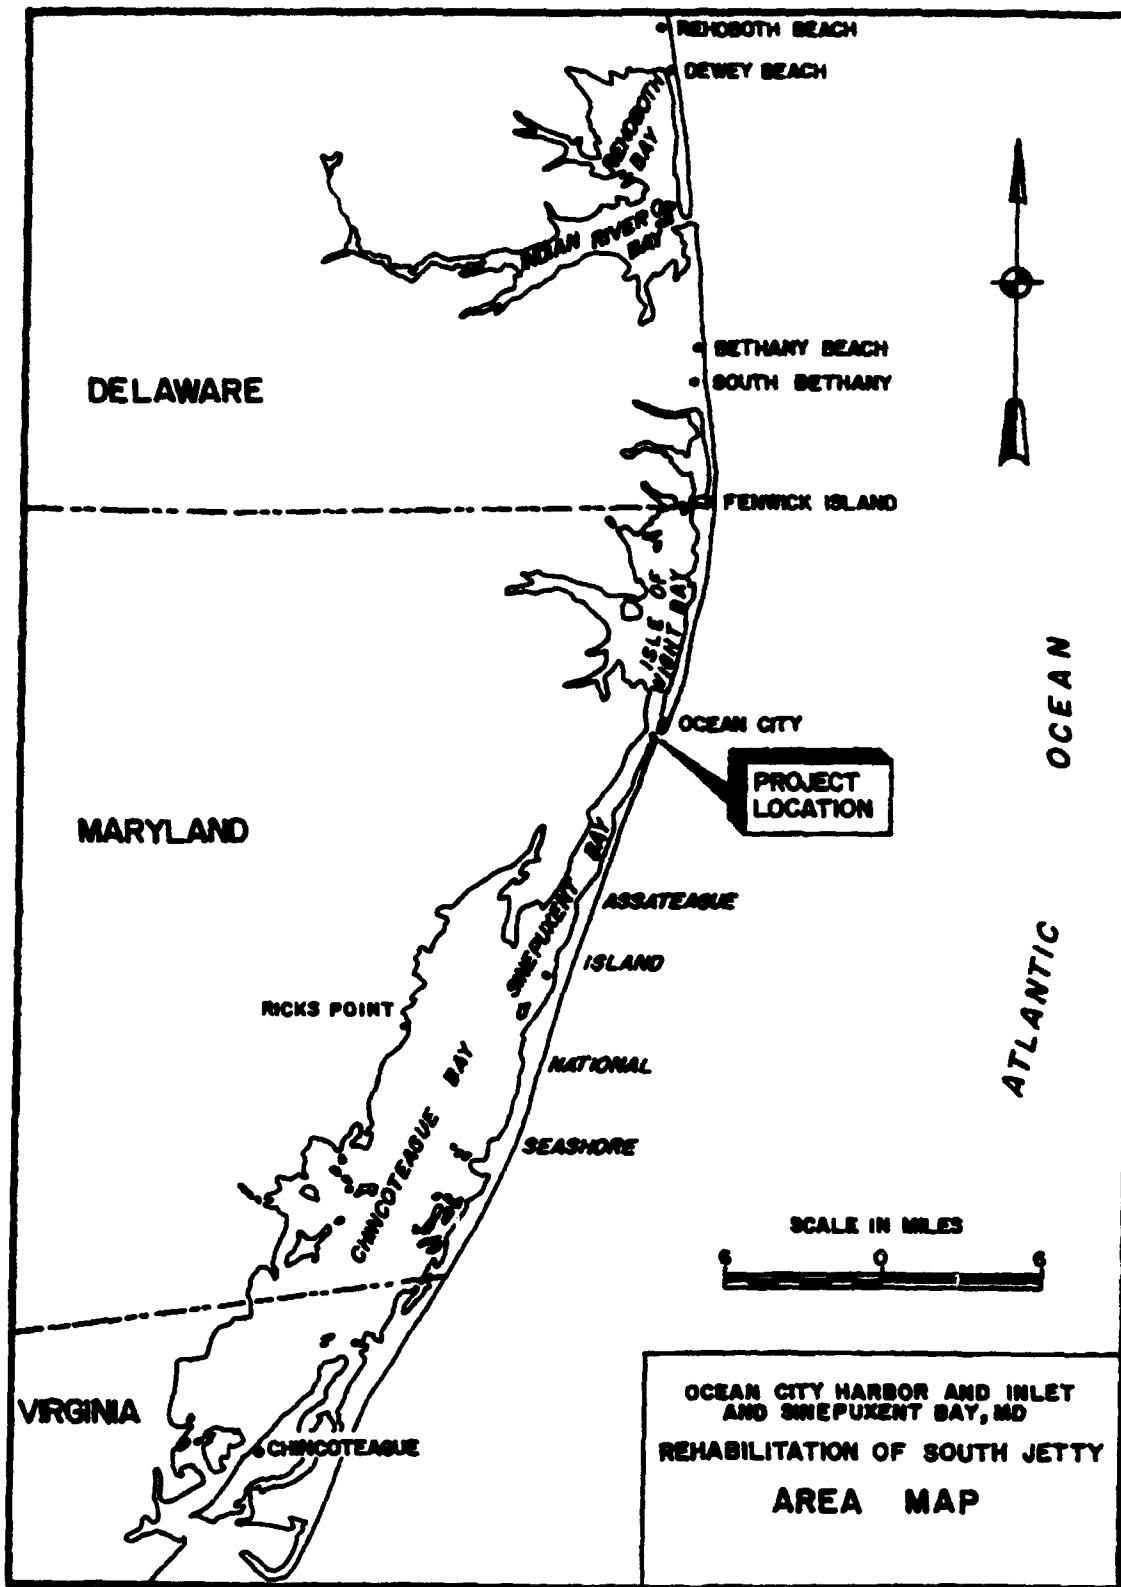 REHOBOTH BEACH
DEWEY BEACH
REHOBOTH
BAY
INDIAN RIVER
BAY
BETHANY BEACH
SOUTH BETHANY
DELAWARE
FENWICK ISLAND
ISLE OF
WIGHT BAY
OCEAN CITY
PROJECT
LOCATION
OCEAN
MARYLAND
SINEPUXENT BAY
ASSATEAGUE
ISLAND
ATLANTIC
RICKS POINT
NATIONAL
CHINCOTEAGUE BAY
SEASHORE
SCALE IN MILES
6 0 6
VIRGINIA
CHINCOTEAGUE
OCEAN CITY HARBOR AND INLET
AND SINEPUXENT BAY, MD
REHABILITATION OF SOUTH JETTY
AREA MAP